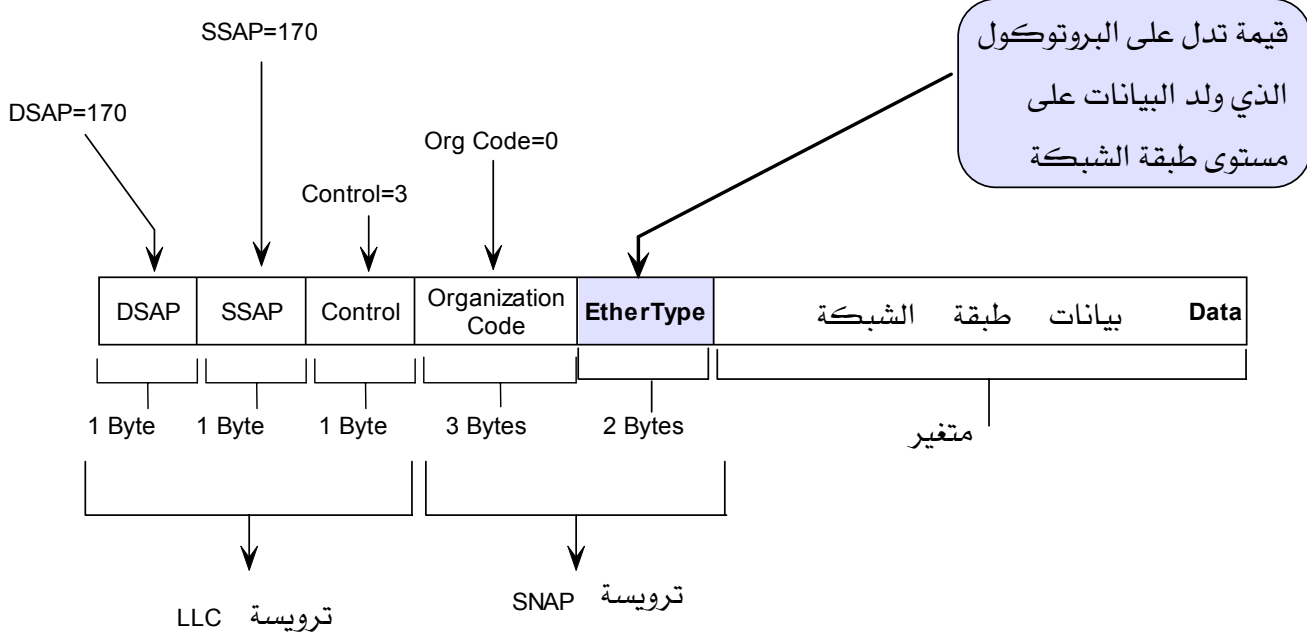 SSAP=170
قيمة تدل على البروتوكول
الذي ولد البيانات على
مستوى طبقة الشبكة
DSAP=170
Org Code=0
Control=3
DSAP
SSAP
Control
Organization
Code
EtherType
بيانات طبقة الشبكة
Data
1 Byte
1 Byte
1 Byte
3 Bytes
2 Bytes
متغير
ترويسة LLC
ترويسة SNAP